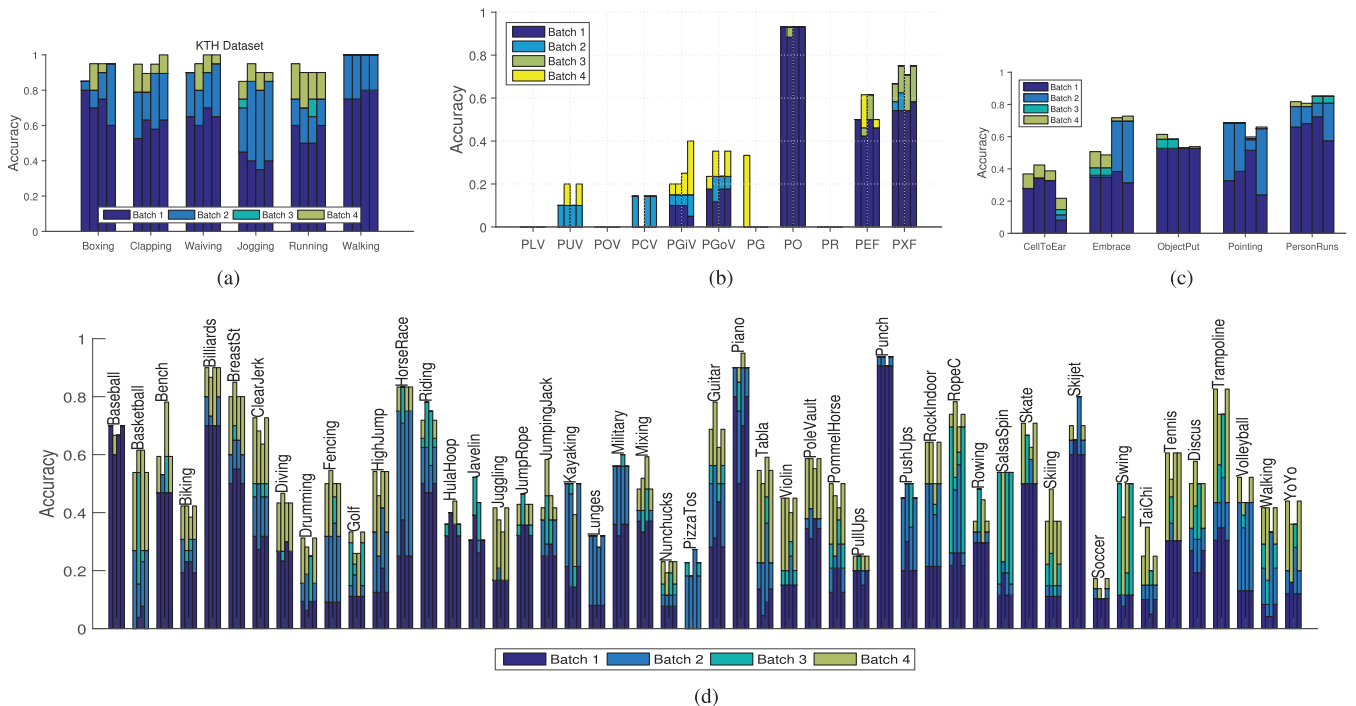 KTH Dataset
Accuracy
1
0.8
0.6
0.4
0.2
0
Batch 1 Batch 2 Batch 3 Batch 4
Boxing Clapping Waiving Jogging Running Walking
(a)
Accuracy
1
0.8
0.6
0.4
0.2
0
Batch 1
Batch 2
Batch 3
Batch 4
PLV PUV POV PCV PGiV PGoV PG PO PR PEF PXF
(b)
Accuracy
1
0.8
0.6
0.4
0.2
0
Batch 1
Batch 2
Batch 3
Batch 4
CellToEar Embrace ObjectPut Pointing PersonRuns
(c)
Accuracy
1
0.8
0.6
0.4
0.2
0
Baseball
Basketball
Bench
Biking
Billiards
BreastSt
ClearJerk
Diving
Drumming
Fencing
Golf
HighJump
HorseRace
Riding
HulaHoop
Javelin
Juggling
JumpRope
JumpingJack
Kayaking
Lunges
Military
Mixing
Nunchucks
PizzaTos
Guitar
Piano
Tabla
Violin
PoleVault
PommelHorse
PullUps
Punch
PushUps
RockIndoor
RopeC
Rowing
SalsaSpin
Skate
Skiing
Skijet
Soccer
Swing
TaiChi
Tennis
Discus
Trampoline
Volleyball
Walking
YoYo
Batch 1 Batch 2 Batch 3 Batch 4
(d)